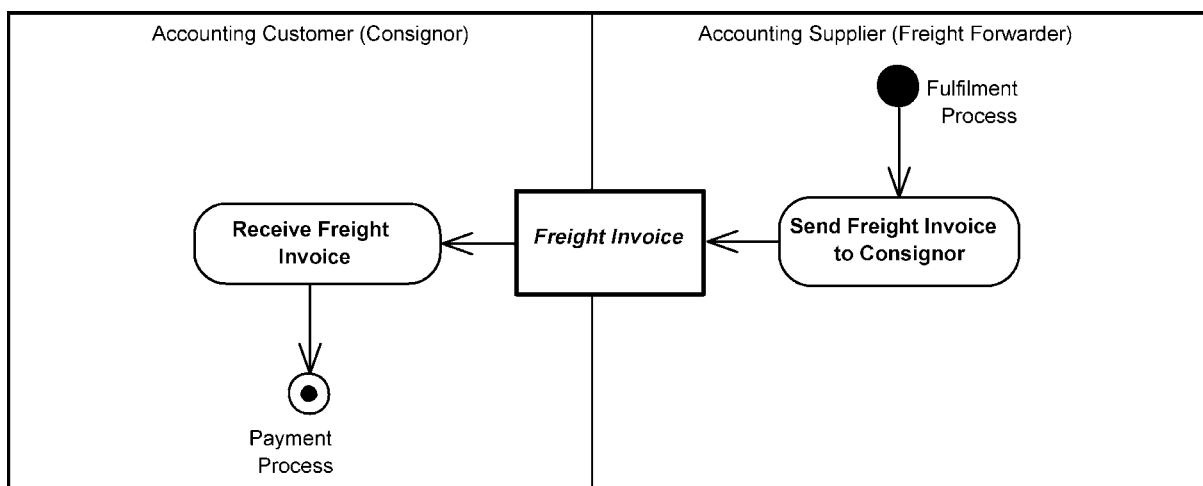 Accounting Customer (Consignor)
Accounting Supplier (Freight Forwarder)
Fulfilment
Process
Receive Freight
Invoice
Freight Invoice
Send Freight Invoice
to Consignor
Payment
Process